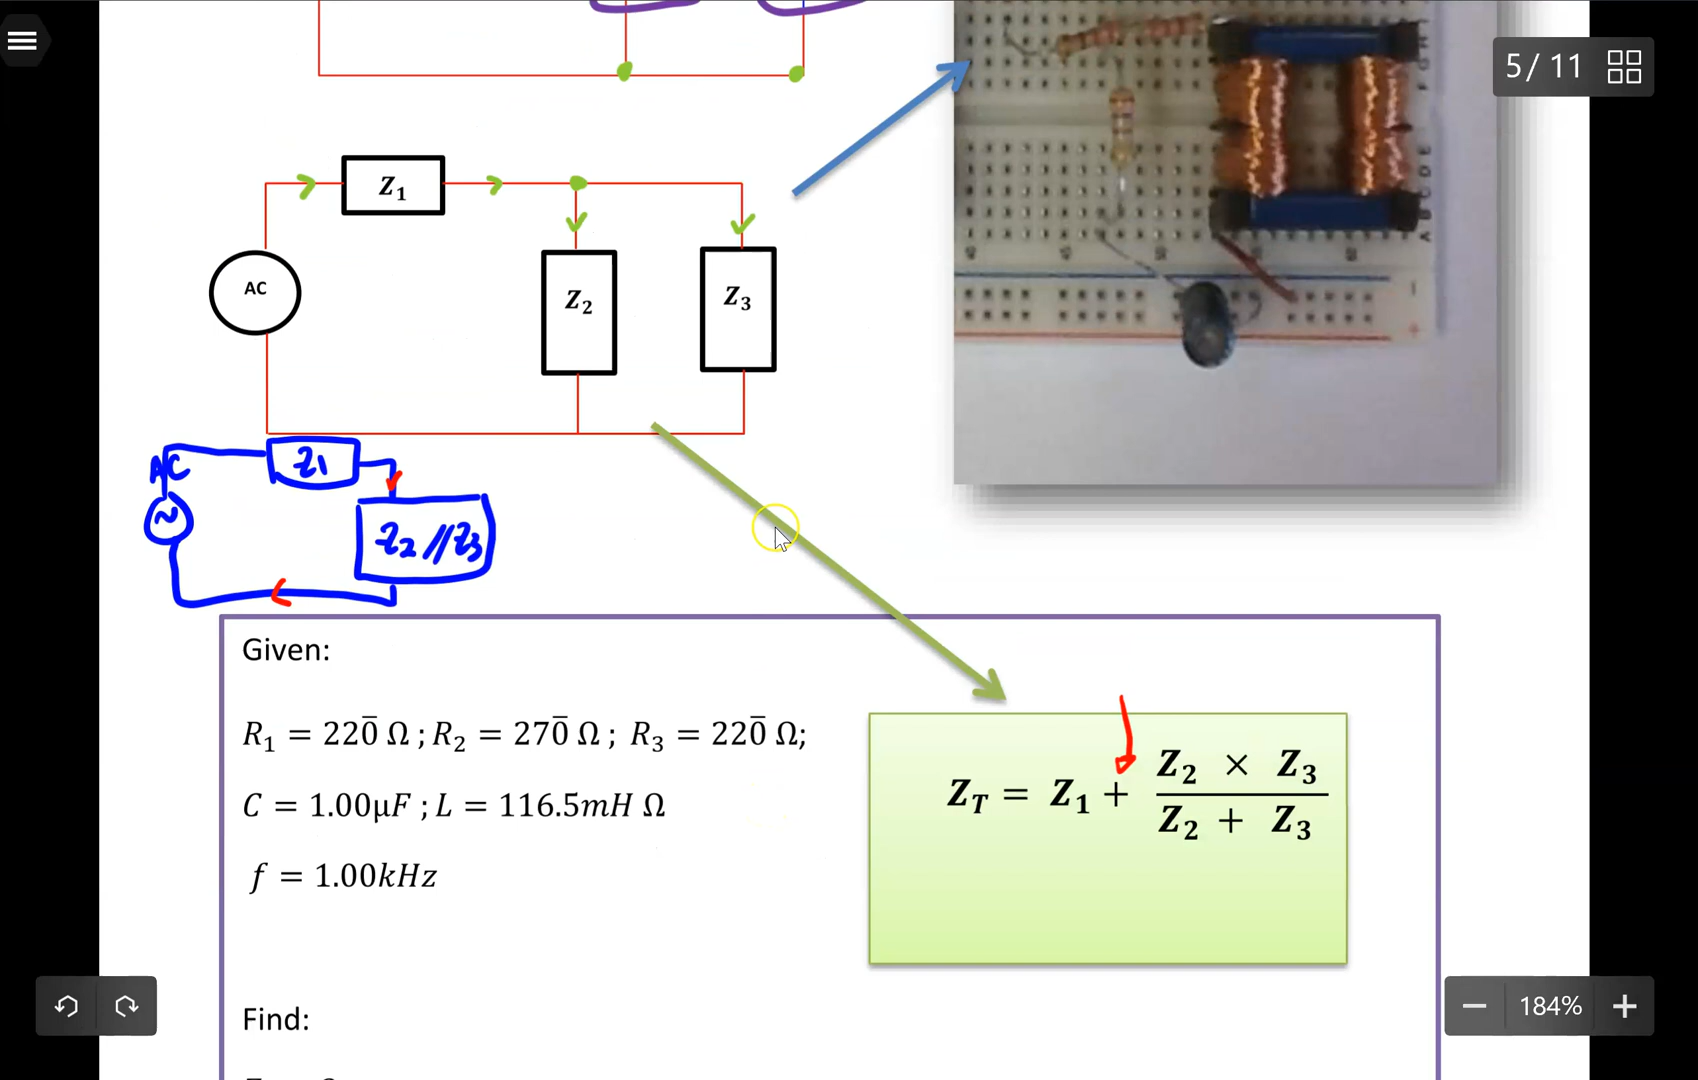 5 / 11
Z₁
AC
Z₂
Z₃
AC
Z1
Z2 // Z3
Given:
R₁ = 220̅ Ω ; R₂ = 270̅ Ω ; R₃ = 220̅ Ω;
C = 1.00µF ; L = 116.5mH Ω
f = 1.00kHz
Z_T = Z₁ + (Z₂ × Z₃) / (Z₂ + Z₃)
Find:
184%